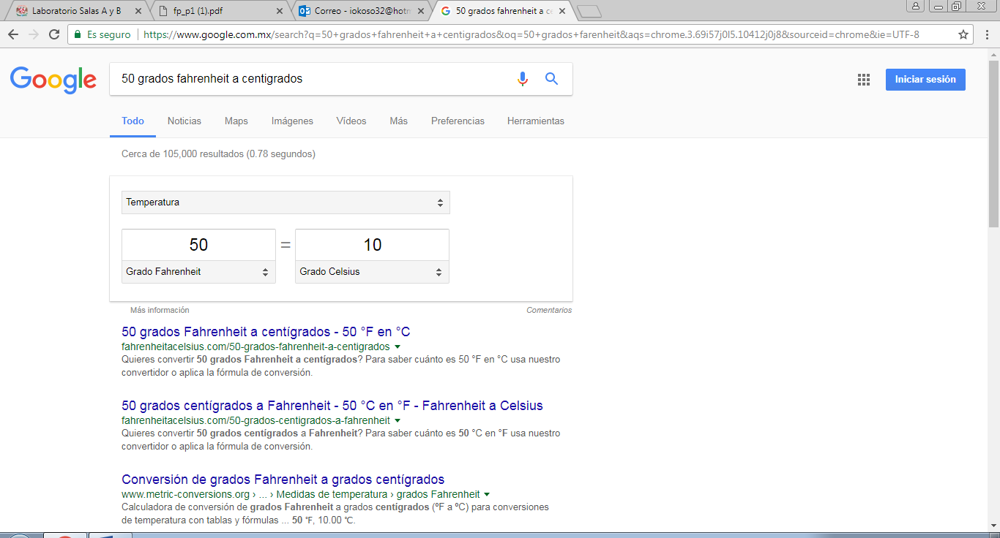 Laboratorio Salas A y B
fp_p1 (1).pdf
Correo - iokoso32@hotm
50 grados fahrenheit a ce
Es seguro
https://www.google.com.mx/search?q=50+grados+fahrenheit+a+centigrados&oq=50+grados+farenheit&aqs=chrome.3.69i57j0l5.10412j0j8&sourceid=chrome&ie=UTF-8
Google
50 grados fahrenheit a centigrados
Iniciar sesión
Todo Noticias Maps Imágenes Vídeos Más Preferencias Herramientas
Cerca de 105,000 resultados (0.78 segundos)
Temperatura
50 = 10
Grado Fahrenheit Grado Celsius
Más información Comentarios
50 grados Fahrenheit a centígrados - 50 °F en °C
fahrenheitacelsius.com/50-grados-fahrenheit-a-centigrados
Quieres convertir 50 grados Fahrenheit a centígrados? Para saber cuánto es 50 °F en °C usa nuestro
convertidor o aplica la fórmula de conversión.
50 grados centígrados a Fahrenheit - 50 °C en °F - Fahrenheit a Celsius
fahrenheitacelsius.com/50-grados-centigrados-a-fahrenheit
Quieres convertir 50 grados centígrados a Fahrenheit? Para saber cuánto es 50 °C en °F usa nuestro
convertidor o aplica la fórmula de conversión.
Conversión de grados Fahrenheit a grados centígrados
www.metric-conversions.org › ... › Medidas de temperatura › grados Fahrenheit
Calculadora de conversión de grados Fahrenheit a grados centígrados (ºF a ºC) para conversiones
de temperatura con tablas y fórmulas ... 50 °F, 10.00 °C.